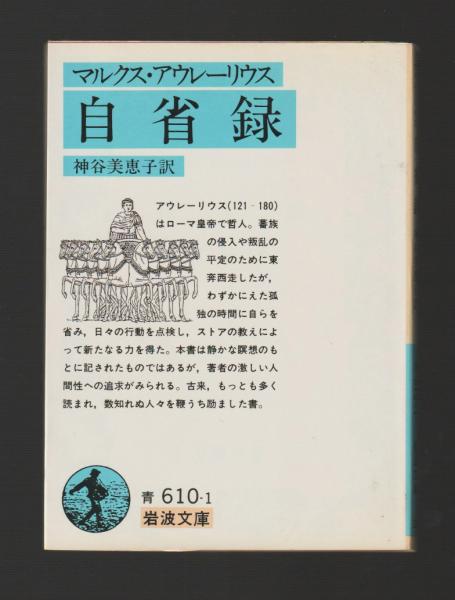 マルクス・アウレーリウス
自省録
神谷美恵子訳
アウレーリウス(121‐180)
はローマ皇帝で哲人。蕃族
の侵入や叛乱の
平定のために東
奔西走したが，
わずかにえた孤
独の時間に自らを
省み，日々の行動を点検し，ストアの教えによ
って新たなる力を得た。本書は静かな瞑想のも
とに記されたものではあるが，著者の激しい人
間性への追求がみられる。古来，もっとも多く
読まれ，数知れぬ人々を鞭うち励ました書。
青 610-1
岩波文庫